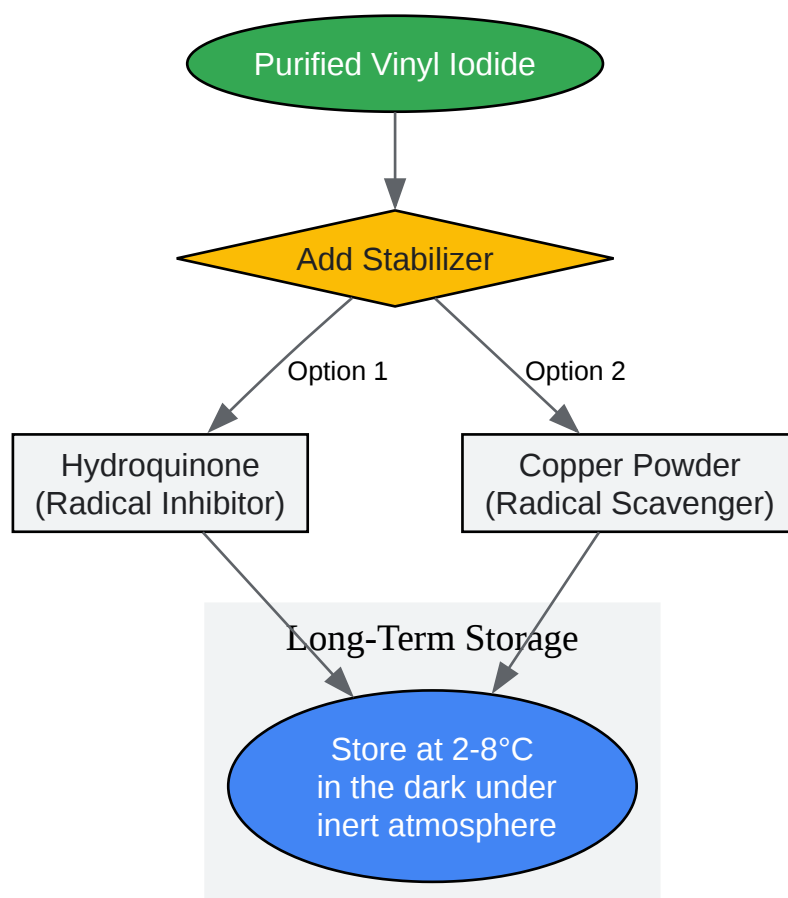 Purified Vinyl Iodide
Add Stabilizer
Option 1
Option 2
Hydroquinone
(Radical Inhibitor)
Copper Powder
(Radical Scavenger)
Long-Term Storage
Store at 2-8°C
in the dark under
inert atmosphere